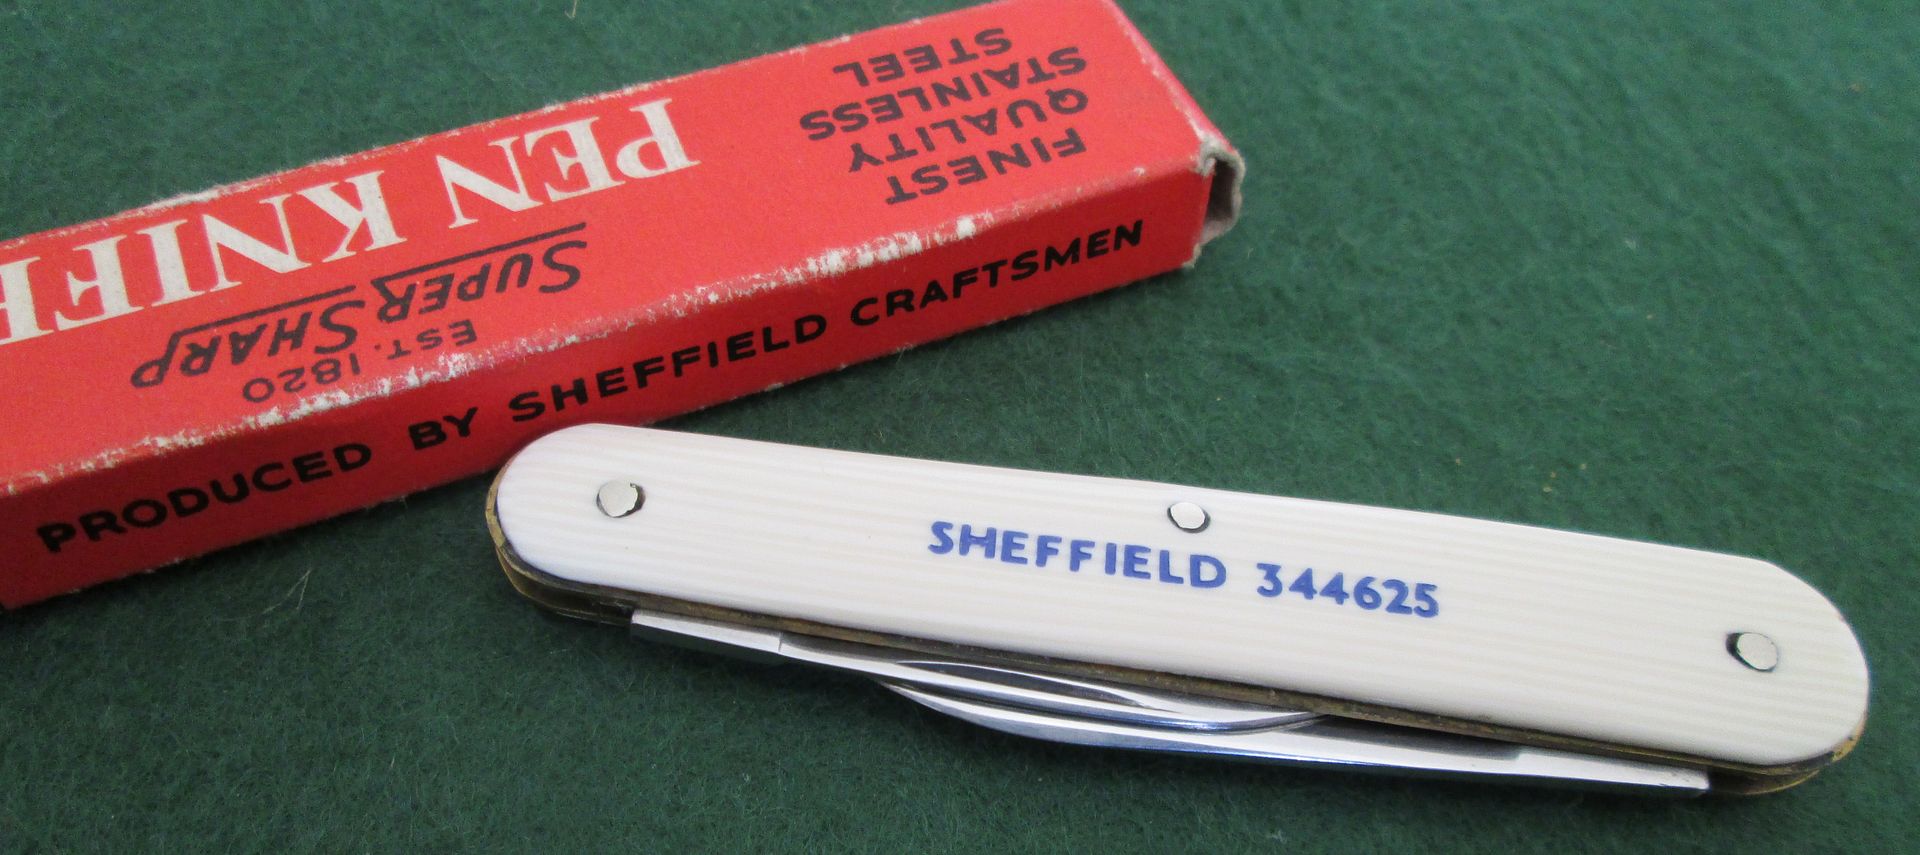 FINEST
QUALITY
STAINLESS
STEEL
PEN KNIFE
SUPER SHARP
EST. 1820
PRODUCED BY SHEFFIELD CRAFTSMEN
SHEFFIELD 344625